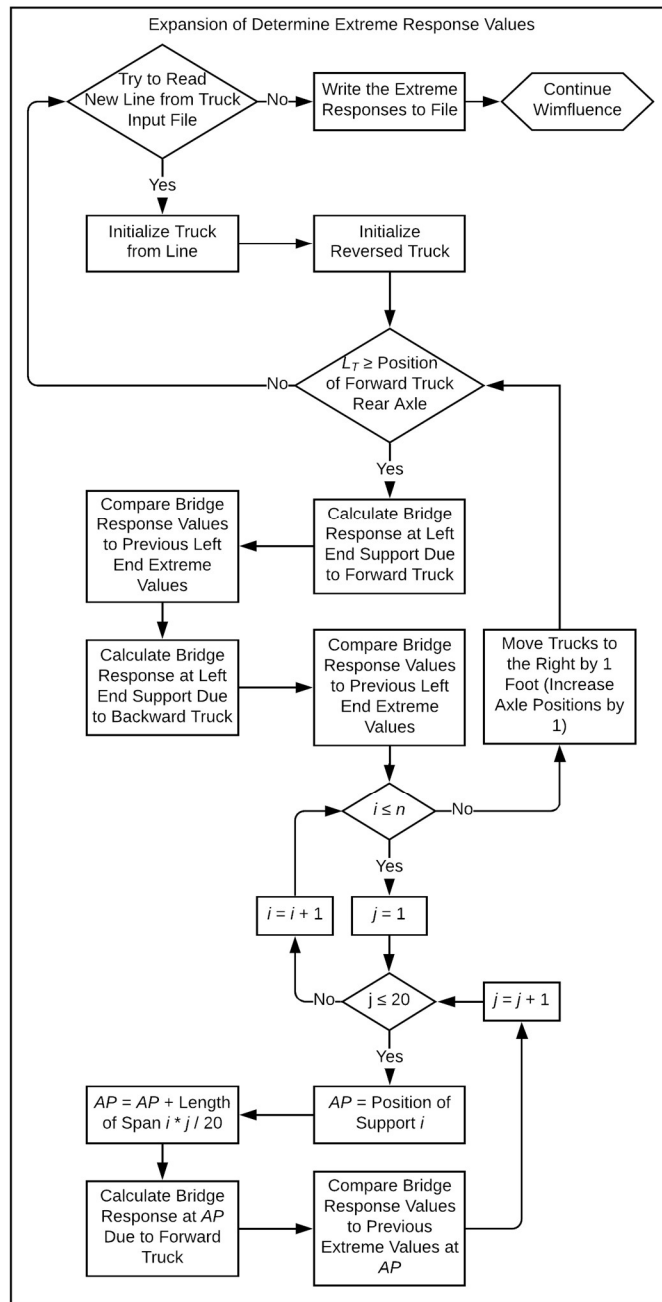 Expansion of Determine Extreme Response Values
Try to Read
New Line from Truck
Input File
No
Write the Extreme
Responses to File
Continue
Wimfluence
Yes
Initialize Truck
from Line
Initialize
Reversed Truck
L_T ≥ Position
of Forward Truck
Rear Axle
No
Yes
Calculate Bridge
Response at Left
End Support Due
to Forward Truck
Compare Bridge
Response Values
to Previous Left
End Extreme
Values
Calculate Bridge
Response at Left
End Support Due
to Backward Truck
Compare Bridge
Response Values
to Previous Left
End Extreme
Values
Move Trucks to
the Right by 1
Foot (Increase
Axle Positions by
1)
i ≤ n
No
Yes
i = i + 1
j = 1
j ≤ 20
No
j = j + 1
Yes
AP = Position of
Support i
AP = AP + Length
of Span i * j / 20
Calculate Bridge
Response at AP
Due to Forward
Truck
Compare Bridge
Response Values
to Previous
Extreme Values at
AP